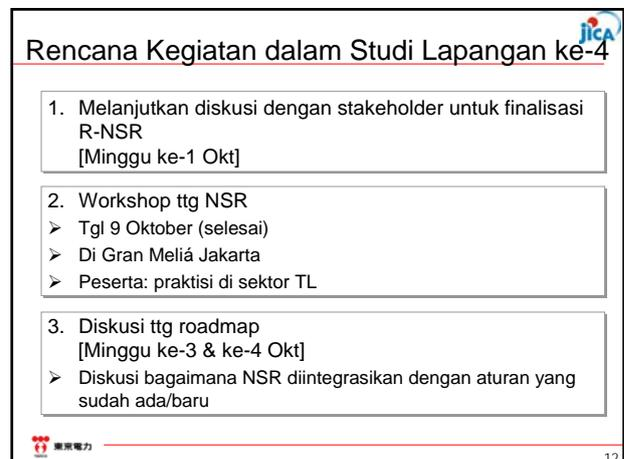 jICA
Rencana Kegiatan dalam Studi Lapangan ke-4
1. Melanjutkan diskusi dengan stakeholder untuk finalisasi
R-NSR
[Minggu ke-1 Okt]
2. Workshop ttg NSR
➢ Tgl 9 Oktober (selesai)
➢ Di Gran Meliá Jakarta
➢ Peserta: praktisi di sektor TL
3. Diskusi ttg roadmap
[Minggu ke-3 & ke-4 Okt]
➢ Diskusi bagaimana NSR diintegrasikan dengan aturan yang
sudah ada/baru
東京電力
12